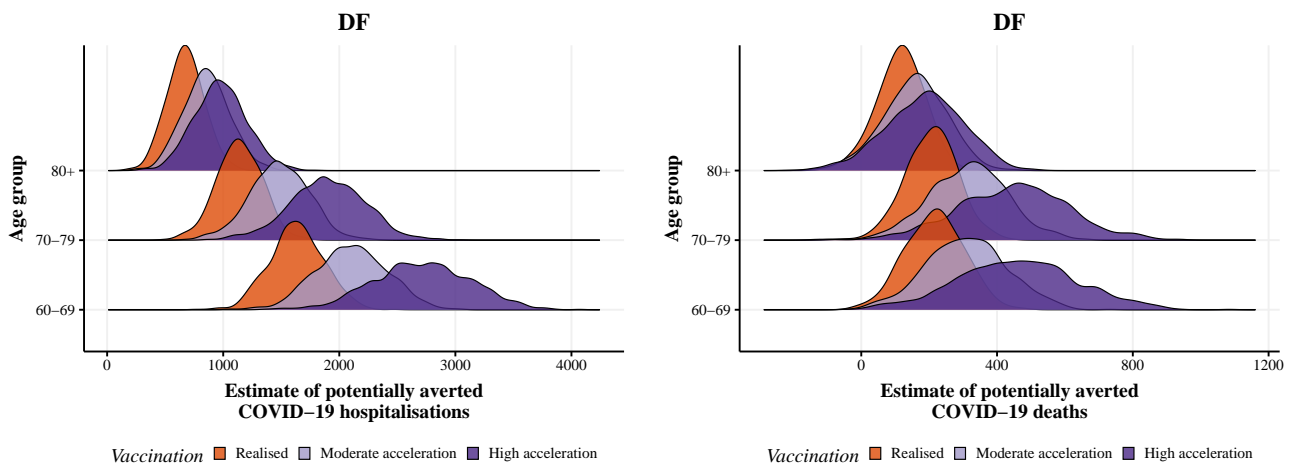 DF
Age group
80+
70–79
60–69
0 1000 2000 3000 4000
Estimate of potentially averted
COVID–19 hospitalisations
Vaccination Realised Moderate acceleration High acceleration
DF
Age group
80+
70–79
60–69
0 400 800 1200
Estimate of potentially averted
COVID–19 deaths
Vaccination Realised Moderate acceleration High acceleration